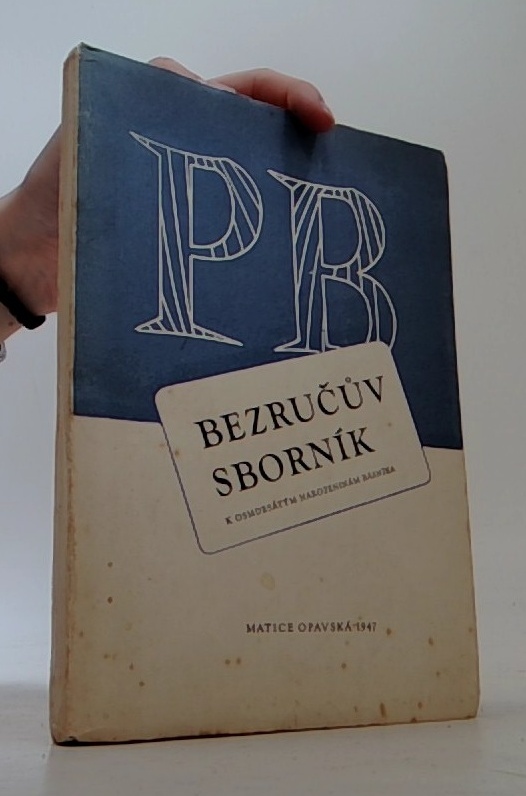 PB
BEZRUČŮV
SBORNÍK
K OSMDESÁTÝM NAROZENINÁM BÁSNÍKA
MATICE OPAVSKÁ 1947